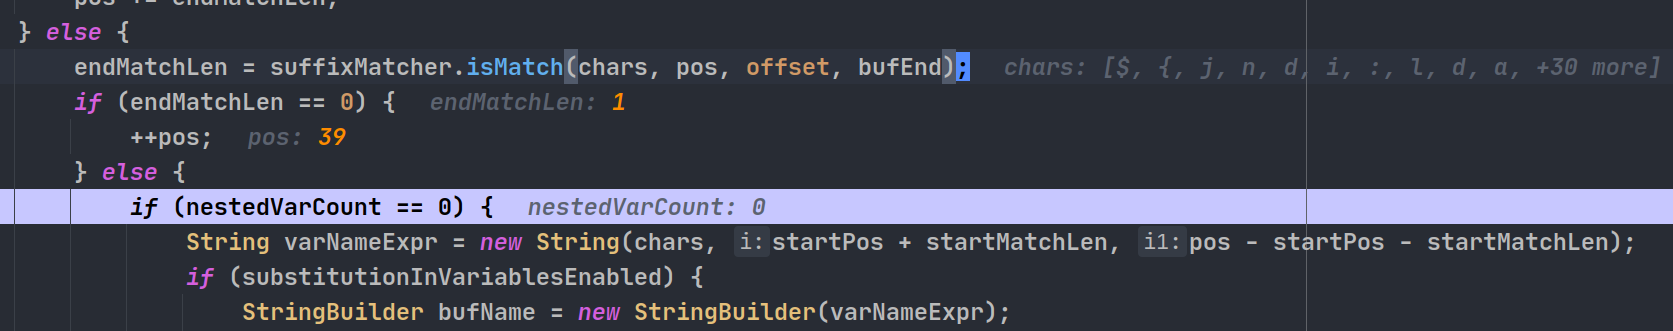 pos += endMatchLen;
} else {
endMatchLen = suffixMatcher.isMatch(chars, pos, offset, bufEnd); chars: [$, {, j, n, d, i, :, l, d, a, +30 more]
if (endMatchLen == 0) { endMatchLen: 1
++pos; pos: 39
} else {
if (nestedVarCount == 0) { nestedVarCount: 0
String varNameExpr = new String(chars, i: startPos + startMatchLen, i1: pos - startPos - startMatchLen);
if (substitutionInVariablesEnabled) {
StringBuilder bufName = new StringBuilder(varNameExpr);